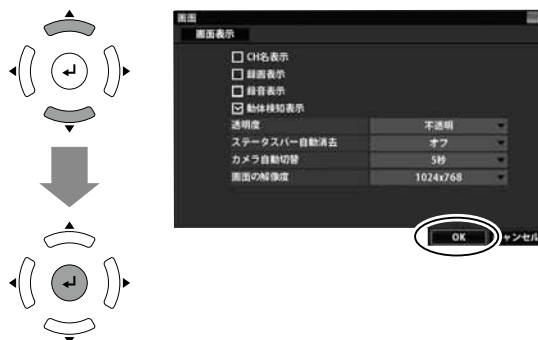 画面
画面表示
CH名表示
録画表示
録音表示
動体検知表示
透明度 不透明
ステータスバー自動消去 オフ
カメラ自動切替 5秒
画面の解像度 1024x768
OK ャンセル